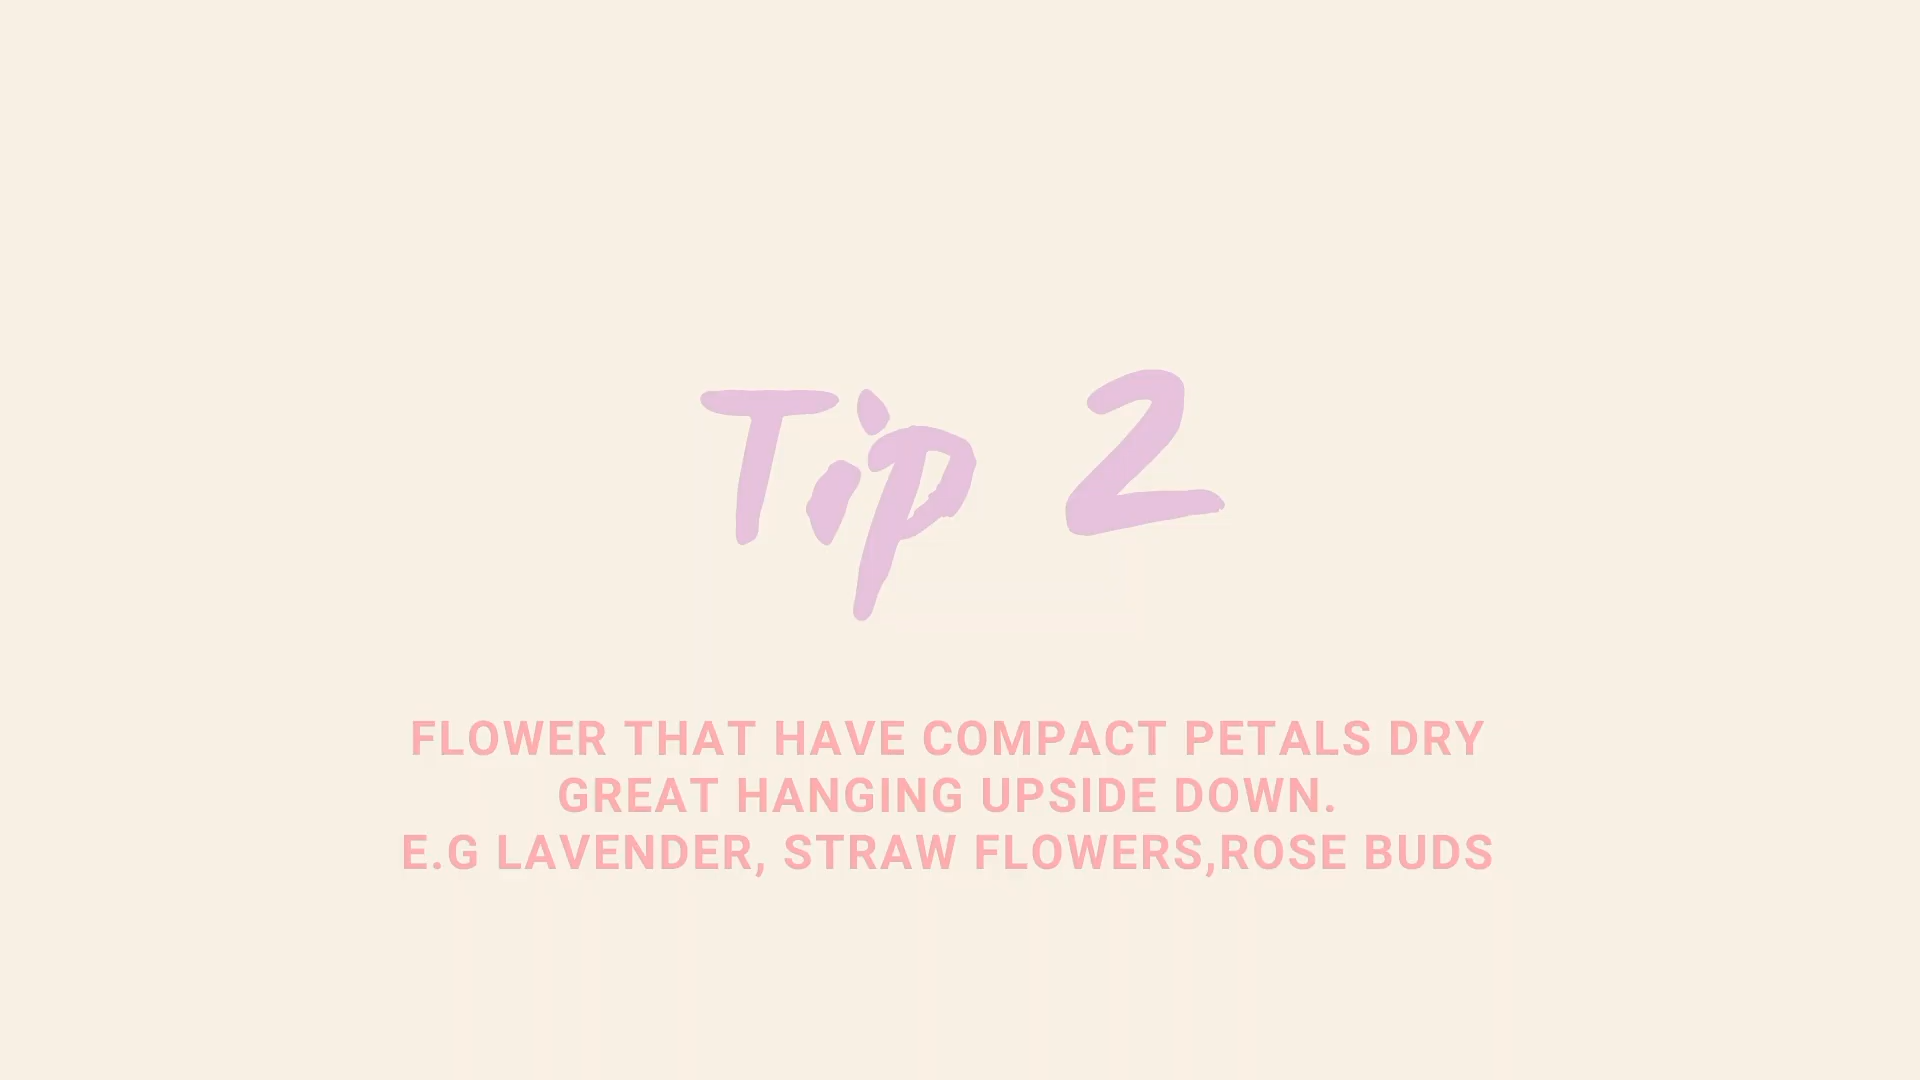 Tip 2
FLOWER THAT HAVE COMPACT PETALS DRY
GREAT HANGING UPSIDE DOWN.
E.G LAVENDER, STRAW FLOWERS,ROSE BUDS